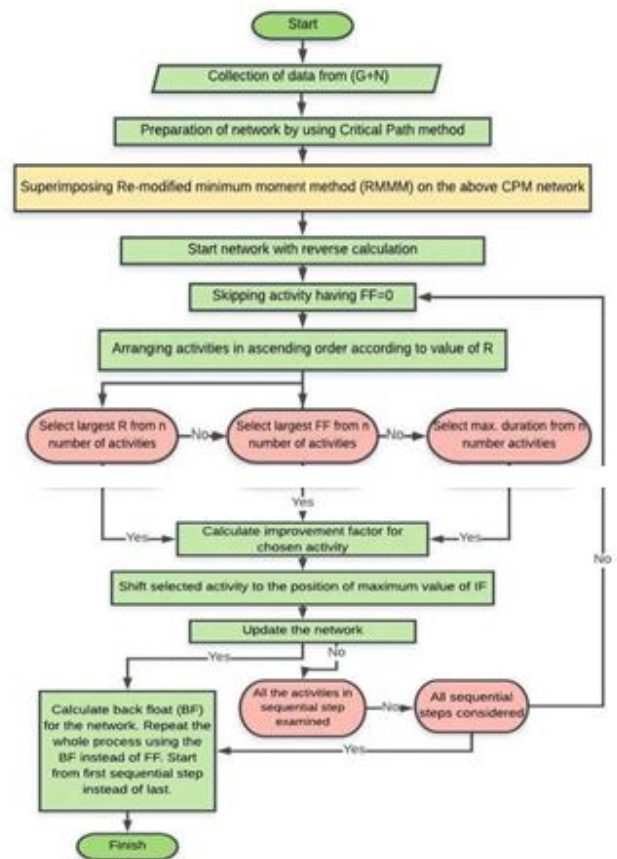 Start
Collection of data from (G+N)
Preparation of network by using Critical Path method
Superimposing Re-modified minimum moment method (RMMM) on the above CPM network
Start network with reverse calculation
Skipping activity having FF=0
Arranging activities in ascending order according to value of R
Select largest R from n
number of activities
No
Select largest FF from n
number of activities
No
Select max. duration from n
number activities
Yes
Yes
Yes
Calculate improvement factor for
chosen activity
Shift selected activity to the position of maximum value of IF
Update the network
Yes
No
No
Calculate back float (BF)
for the network. Repeat the
whole process using the
BF instead of FF. Start
from first sequential step
instead of last.
All the activities in
sequential step
examined
No
All sequential
steps considered
Yes
Finish